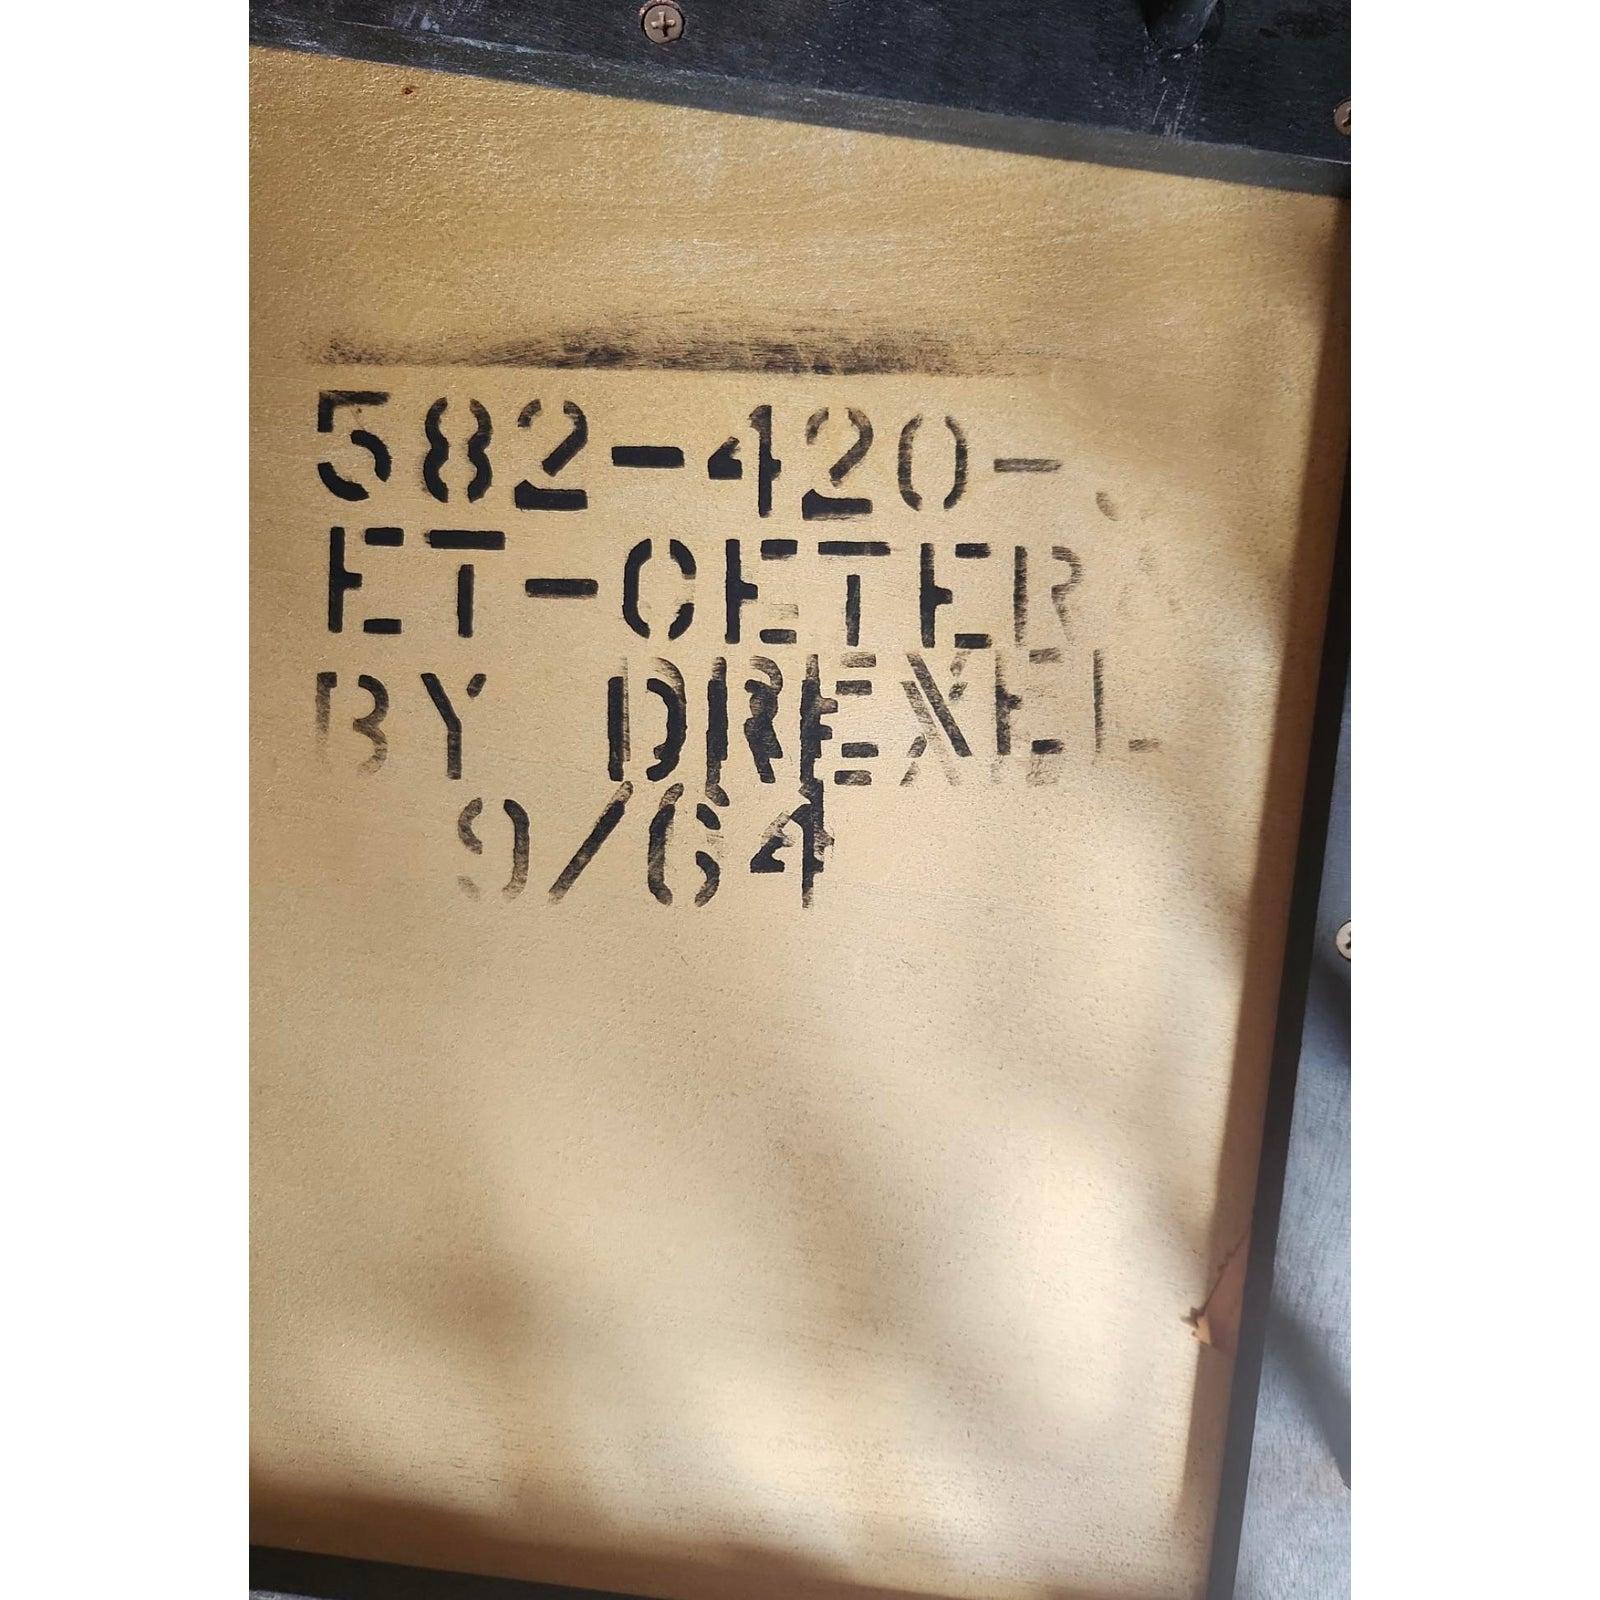 582-420-
ET-CETER
BY DREXEL
9/64